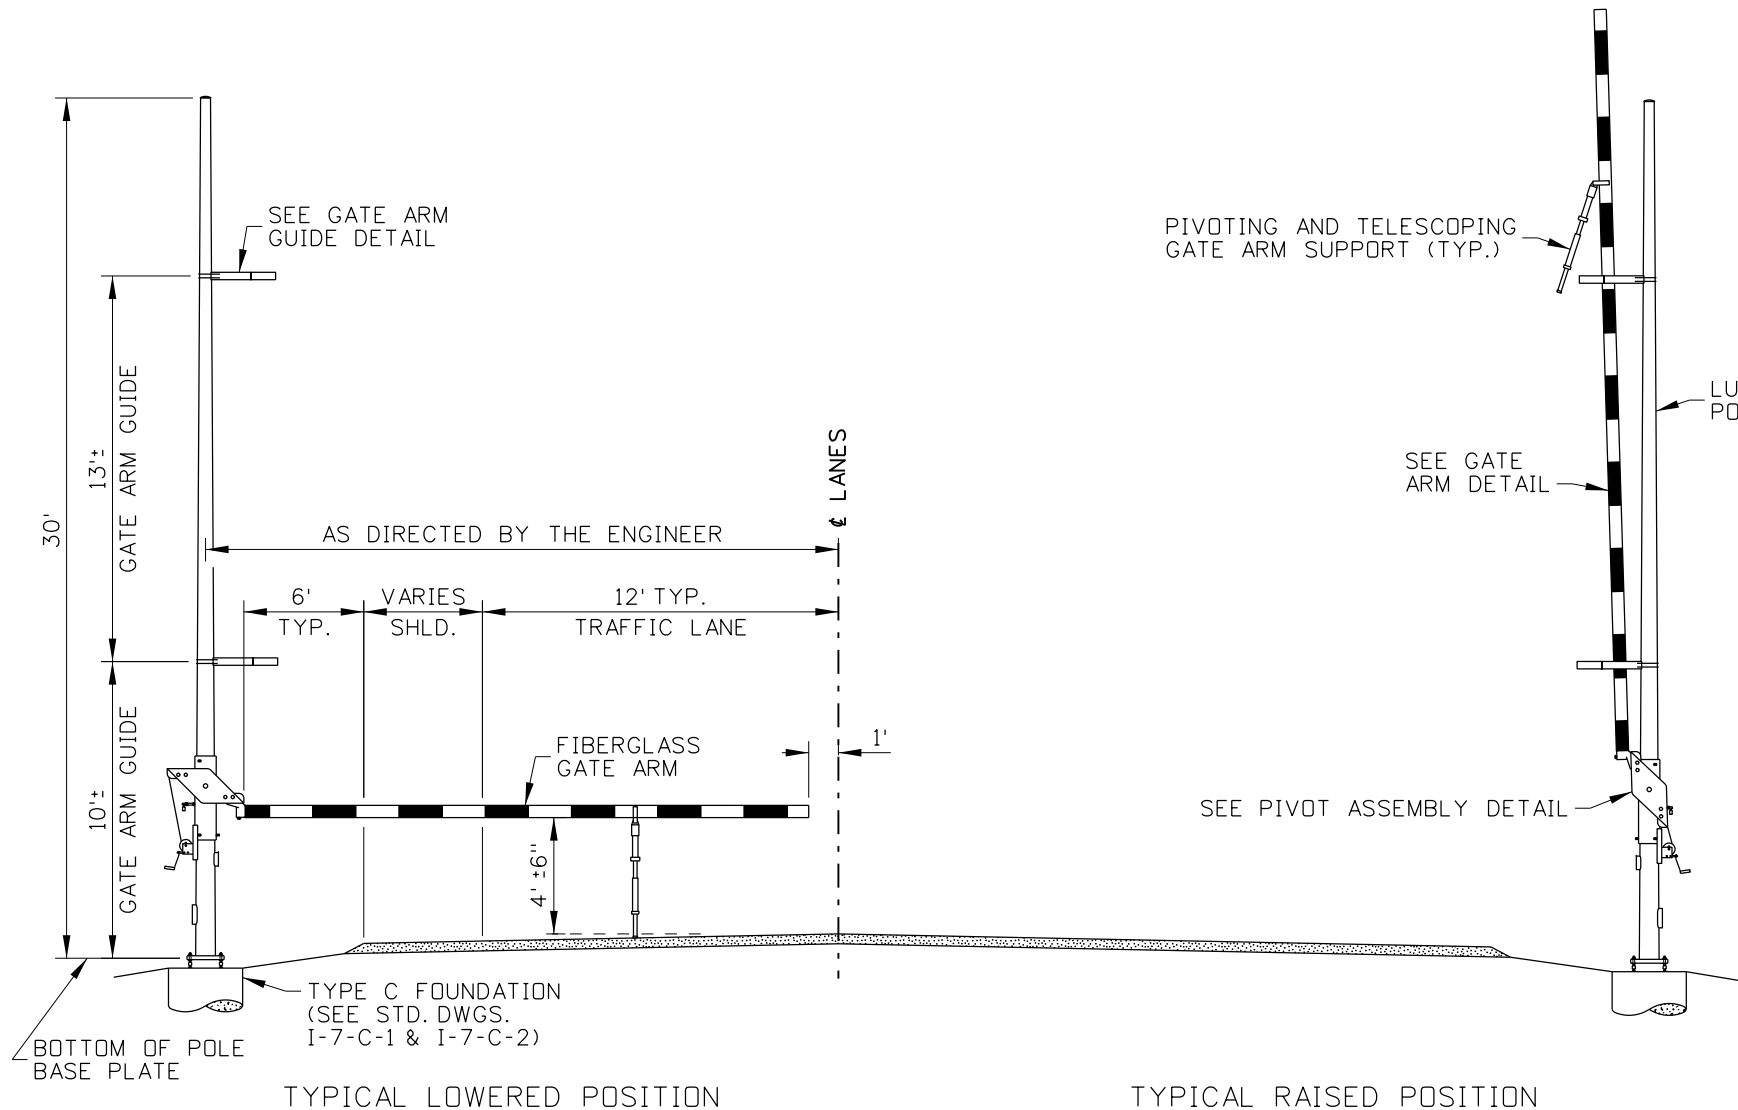 SEE GATE ARM
GUIDE DETAIL
30'
13'±
GATE ARM GUIDE
10'±
GATE ARM GUIDE
AS DIRECTED BY THE ENGINEER
℄ LANES
6'
TYP.
VARIES
SHLD.
12' TYP.
TRAFFIC LANE
FIBERGLASS
GATE ARM
1'
4' ±6"
TYPE C FOUNDATION
(SEE STD. DWGS.
I-7-C-1 & I-7-C-2)
BOTTOM OF POLE
BASE PLATE
TYPICAL LOWERED POSITION
PIVOTING AND TELESCOPING
GATE ARM SUPPORT (TYP.)
LU
PO
SEE GATE
ARM DETAIL
SEE PIVOT ASSEMBLY DETAIL
TYPICAL RAISED POSITION